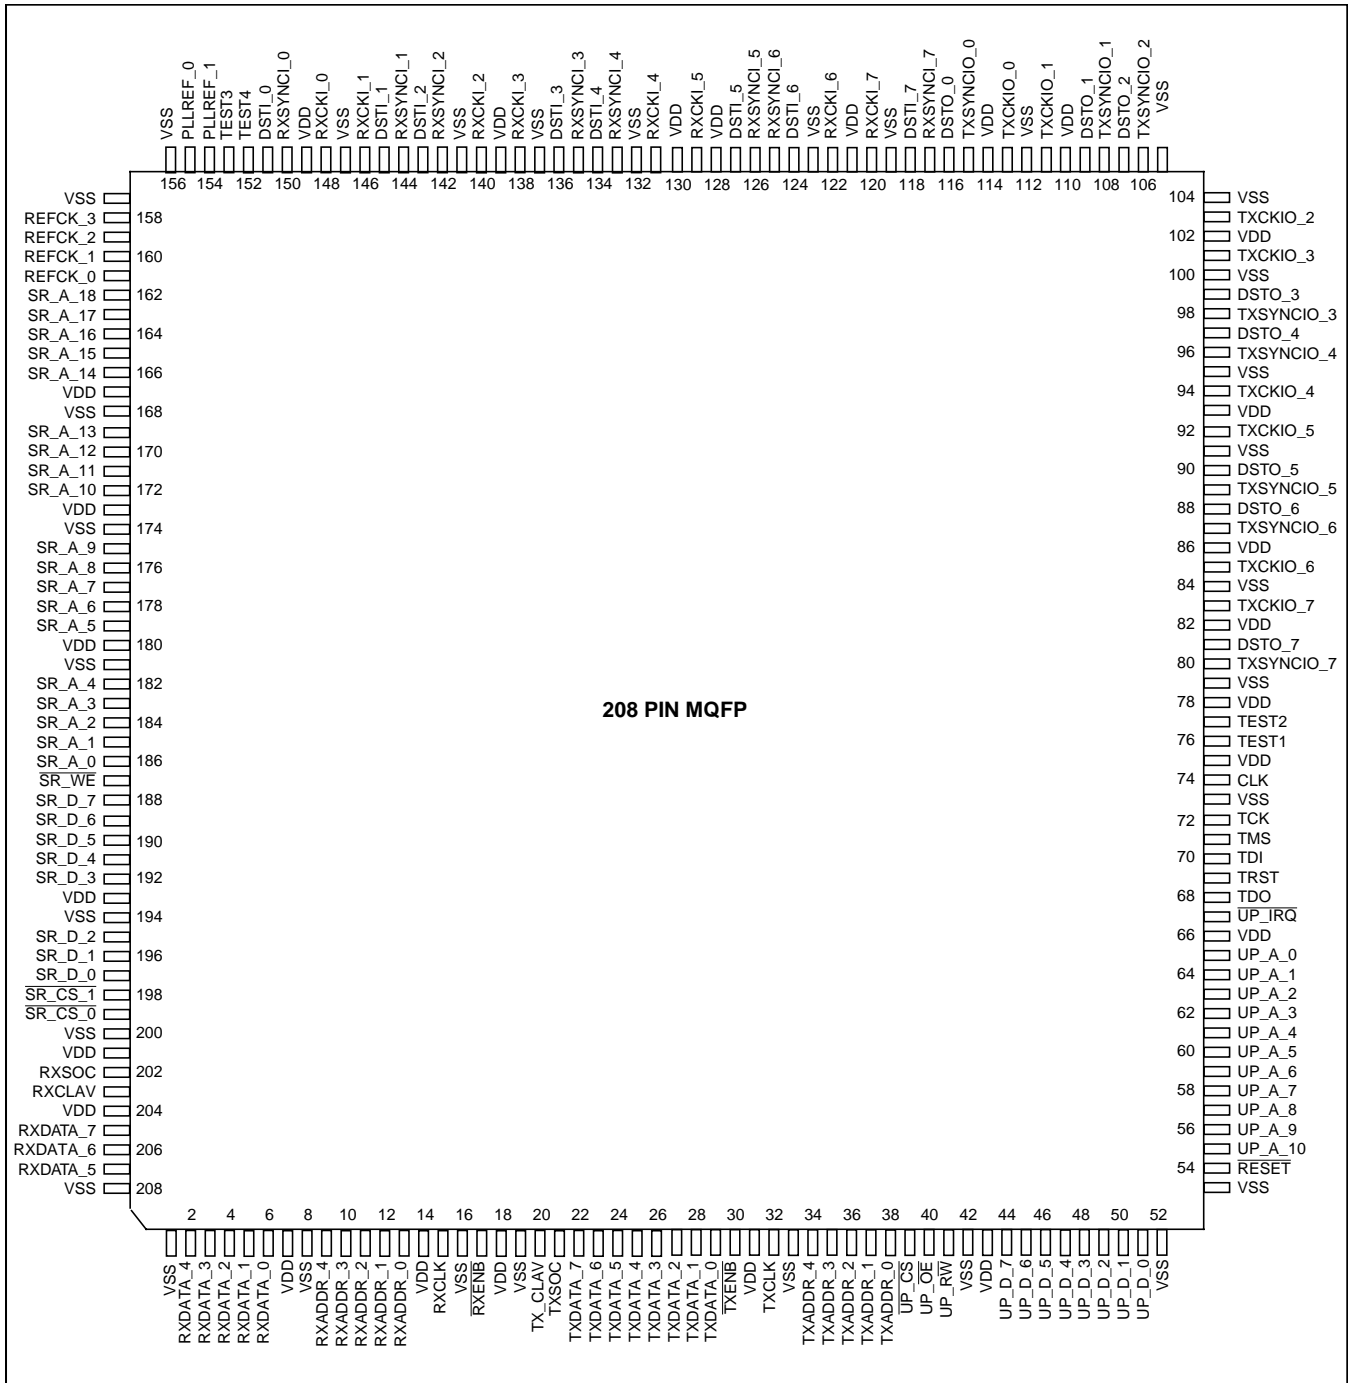 VSS
PLLREF_0
PLLREF_1
TEST3
TEST4
DSTI_0
RXSYNCI_0
VDD
RXCKI_0
VSS
RXCKI_1
DSTI_1
RXSYNCI_1
DSTI_2
RXSYNCI_2
VSS
RXCKI_2
VDD
RXCKI_3
VSS
DSTI_3
RXSYNCI_3
DSTI_4
RXSYNCI_4
VSS
RXCKI_4
VDD
RXCKI_5
VDD
DSTI_5
RXSYNCI_5
RXSYNCI_6
DSTI_6
VSS
RXCKI_6
VDD
RXCKI_7
VSS
DSTI_7
RXSYNCI_7
DSTO_0
TXSYNCIO_0
VDD
TXCKIO_0
VSS
TXCKIO_1
VDD
DSTO_1
TXSYNCIO_1
DSTO_2
TXSYNCIO_2
VSS
156 154 152 150 148 146 144 142 140 138 136 134 132 130 128 126 124 122 120 118 116 114 112 110 108 106
VSS
REFCK_3 158
REFCK_2
REFCK_1 160
REFCK_0
SR_A_18 162
SR_A_17
SR_A_16 164
SR_A_15
SR_A_14 166
VDD
VSS 168
SR_A_13
SR_A_12 170
SR_A_11
SR_A_10 172
VDD
VSS 174
SR_A_9
SR_A_8 176
SR_A_7
SR_A_6 178
SR_A_5
VDD 180
VSS
SR_A_4 182
SR_A_3
SR_A_2 184
SR_A_1
SR_A_0 186
SR_WE
SR_D_7 188
SR_D_6
SR_D_5 190
SR_D_4
SR_D_3 192
VDD
VSS 194
SR_D_2
SR_D_1 196
SR_D_0
SR_CS_1 198
SR_CS_0
VSS 200
VDD
RXSOC 202
RXCLAV
VDD 204
RXDATA_7
RXDATA_6 206
RXDATA_5
VSS 208
208 PIN MQFP
104 VSS
TXCKIO_2
102 VDD
TXCKIO_3
100 VSS
DSTO_3
98 TXSYNCIO_3
DSTO_4
96 TXSYNCIO_4
VSS
94 TXCKIO_4
VDD
92 TXCKIO_5
VSS
90 DSTO_5
TXSYNCIO_5
88 DSTO_6
TXSYNCIO_6
86 VDD
TXCKIO_6
84 VSS
TXCKIO_7
82 VDD
DSTO_7
80 TXSYNCIO_7
VSS
78 VDD
TEST2
76 TEST1
VDD
74 CLK
VSS
72 TCK
TMS
70 TDI
TRST
68 TDO
UP_IRQ
66 VDD
UP_A_0
64 UP_A_1
UP_A_2
62 UP_A_3
UP_A_4
60 UP_A_5
UP_A_6
58 UP_A_7
UP_A_8
56 UP_A_9
UP_A_10
54 RESET
VSS
2 4 6 8 10 12 14 16 18 20 22 24 26 28 30 32 34 36 38 40 42 44 46 48 50 52
VSS
RXDATA_4
RXDATA_3
RXDATA_2
RXDATA_1
RXDATA_0
VDD
VSS
RXADDR_4
RXADDR_3
RXADDR_2
RXADDR_1
RXADDR_0
VDD
RXCLK
VSS
RXENB
VDD
VSS
TX_CLAV
TXSOC
TXDATA_7
TXDATA_6
TXDATA_5
TXDATA_4
TXDATA_3
TXDATA_2
TXDATA_1
TXDATA_0
TXENB
VDD
TXCLK
VSS
TXADDR_4
TXADDR_3
TXADDR_2
TXADDR_1
TXADDR_0
UP_CS
UP_OE
UP_RW
VSS
VDD
UP_D_7
UP_D_6
UP_D_5
UP_D_4
UP_D_3
UP_D_2
UP_D_1
UP_D_0
VSS